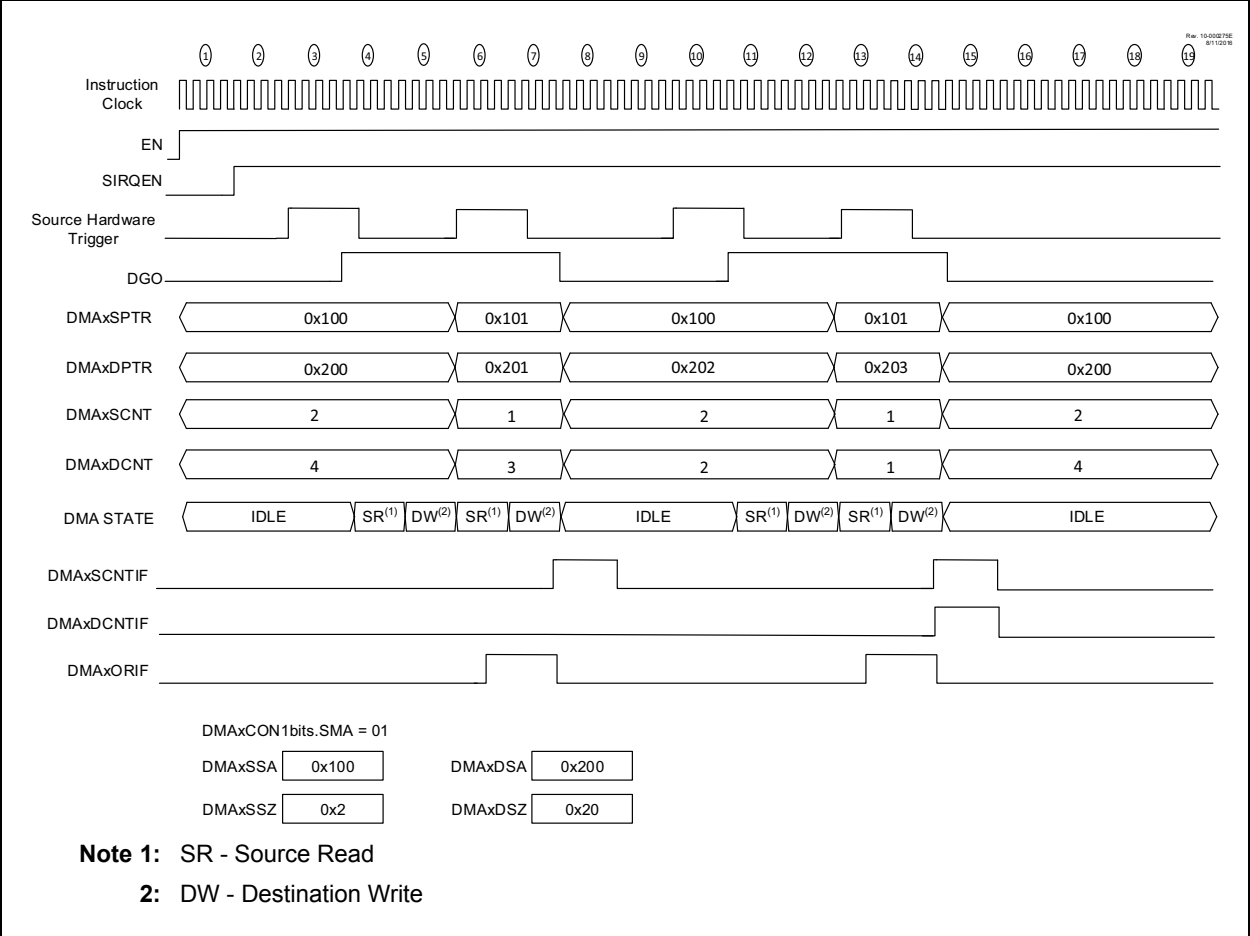 Rev. 10-000275E
8/11/2016
1 2 3 4 5 6 7 8 9 10 11 12 13 14 15 16 17 18 19
Instruction
Clock
EN
SIRQEN
Source Hardware
Trigger
DGO
DMAxSPTR 0x100 0x101 0x100 0x101 0x100
DMAxDPTR 0x200 0x201 0x202 0x203 0x200
DMAxSCNT 2 1 2 1 2
DMAxDCNT 4 3 2 1 4
DMA STATE IDLE SR(1) DW(2) SR(1) DW(2) IDLE SR(1) DW(2) SR(1) DW(2) IDLE
DMAxSCNTIF
DMAxDCNTIF
DMAxORIF
DMAxCON1bits.SMA = 01
DMAxSSA 0x100 DMAxDSA 0x200
DMAxSSZ 0x2 DMAxDSZ 0x20
Note 1: SR - Source Read
2: DW - Destination Write